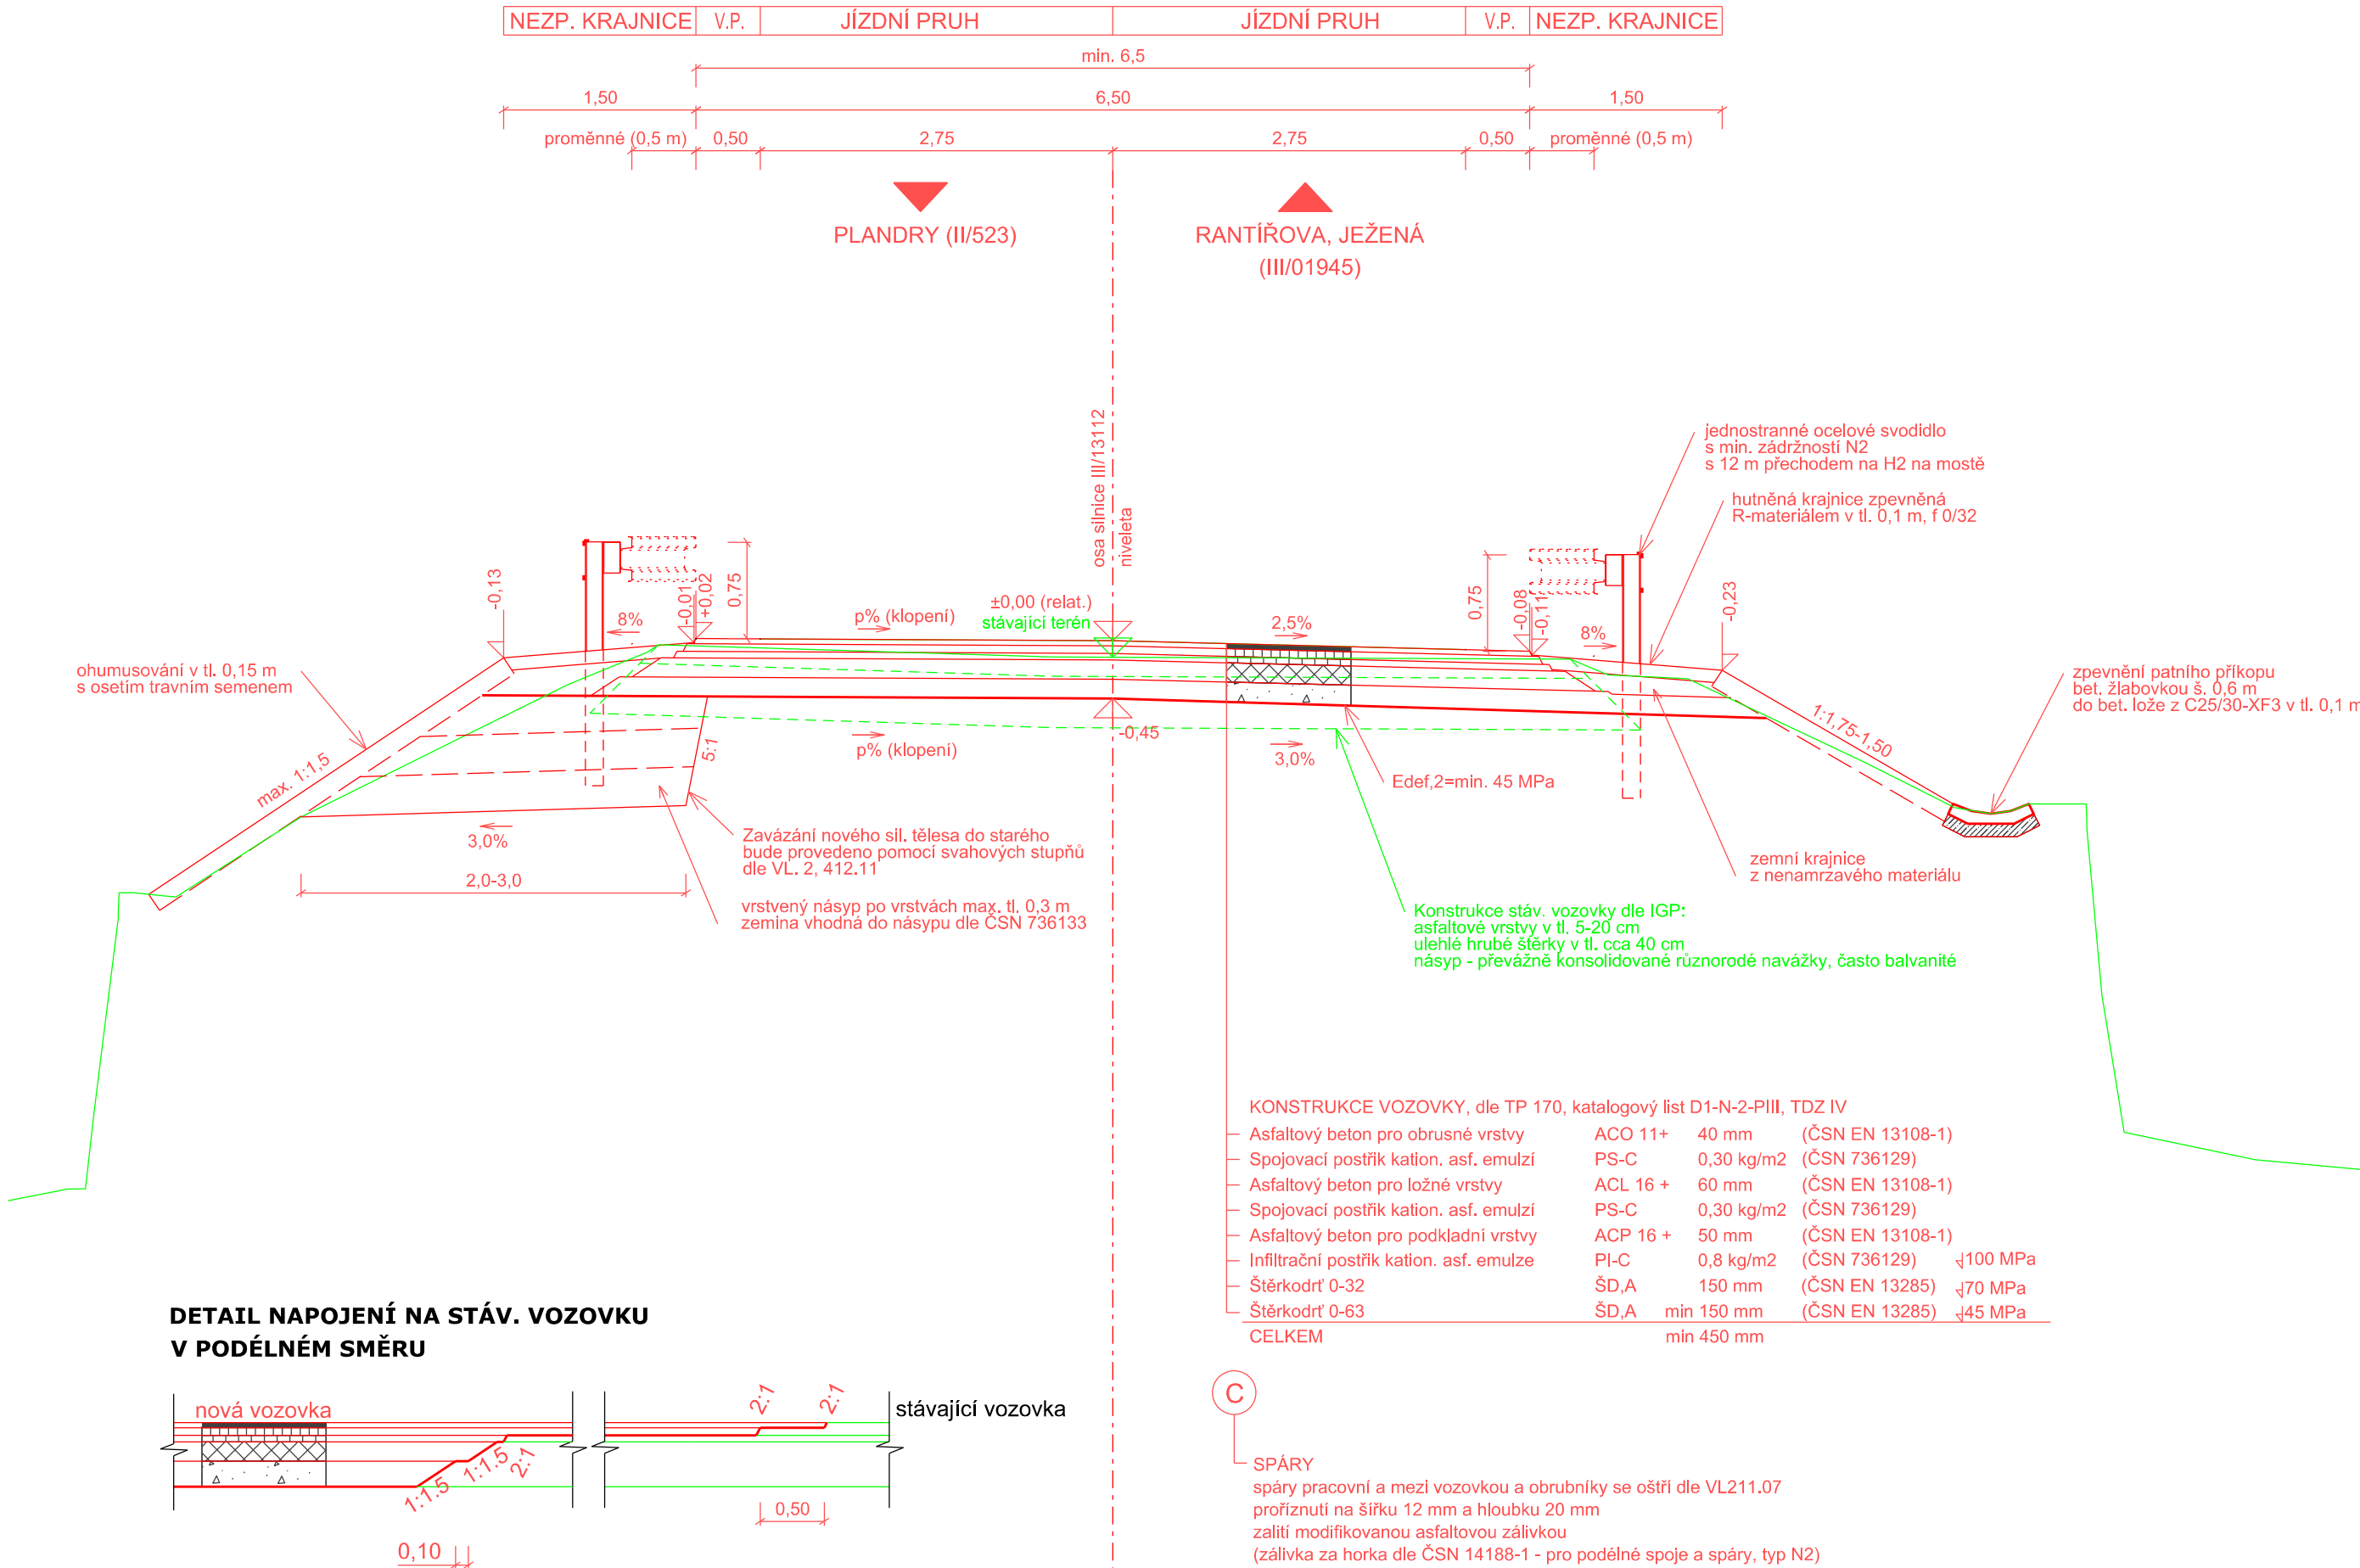 NEZP. KRAJNICE V.P. JÍZDNÍ PRUH JÍZDNÍ PRUH V.P. NEZP. KRAJNICE
min. 6,5
1,50 6,50 1,50
proměnné (0,5 m) 0,50 2,75 2,75 0,50 proměnné (0,5 m)
PLANDRY (II/523)
RANTÍŘOVA, JEŽENÁ
(III/01945)
osa silnice III/13112
niveleta
jednostranné ocelové svodidlo
s min. zádržností N2
s 12 m přechodem na H2 na mostě
hutněná krajnice zpevněná
R-materiálem v tl. 0,1 m, f 0/32
-0,13
8%
-0,01
+0,02
0,75
p% (klopení)
±0,00 (relat.)
stávající terén
2,5%
0,75
-0,08
-0,11
8%
-0,23
ohumusování v tl. 0,15 m
s osetím travním semenem
zpevnění patního příkopu
bet. žlabovkou š. 0,6 m
do bet. lože z C25/30-XF3 v tl. 0,1 m
max. 1:1,5
5:1
p% (klopení)
-0,45
3,0%
1:1,75-1,50
Edef,2=min. 45 MPa
3,0%
2,0-3,0
Zavázání nového sil. tělesa do starého
bude provedeno pomocí svahových stupňů
dle VL. 2, 412.11
vrstvený násyp po vrstvách max. tl. 0,3 m
zemina vhodná do násypu dle ČSN 736133
zemní krajnice
z nenamrzavého materiálu
Konstrukce stáv. vozovky dle IGP:
asfaltové vrstvy v tl. 5-20 cm
ulehlé hrubé štěrky v tl. cca 40 cm
násyp - převážně konsolidované různorodé navážky, často balvanité
KONSTRUKCE VOZOVKY, dle TP 170, katalogový list D1-N-2-PIII, TDZ IV
Asfaltový beton pro obrusné vrstvy ACO 11+ 40 mm (ČSN EN 13108-1)
Spojovací postřik kation. asf. emulzí PS-C 0,30 kg/m2 (ČSN 736129)
Asfaltový beton pro ložné vrstvy ACL 16 + 60 mm (ČSN EN 13108-1)
Spojovací postřik kation. asf. emulzí PS-C 0,30 kg/m2 (ČSN 736129)
Asfaltový beton pro podkladní vrstvy ACP 16 + 50 mm (ČSN EN 13108-1)
Infiltrační postřik kation. asf. emulze PI-C 0,8 kg/m2 (ČSN 736129) 100 MPa
Štěrkodrť 0-32 ŠD,A 150 mm (ČSN EN 13285) 70 MPa
Štěrkodrť 0-63 ŠD,A min 150 mm (ČSN EN 13285) 45 MPa
CELKEM min 450 mm
DETAIL NAPOJENÍ NA STÁV. VOZOVKU
V PODÉLNÉM SMĚRU
nová vozovka
2:1
2:1
stávající vozovka
1:1.5
1:1.5
2:1
0,50
0,10
C
SPÁRY
spáry pracovní a mezi vozovkou a obrubníky se oštří dle VL211.07
proříznutí na šířku 12 mm a hloubku 20 mm
zalití modifikovanou asfaltovou zálivkou
(zálivka za horka dle ČSN 14188-1 - pro podélné spoje a spáry, typ N2)